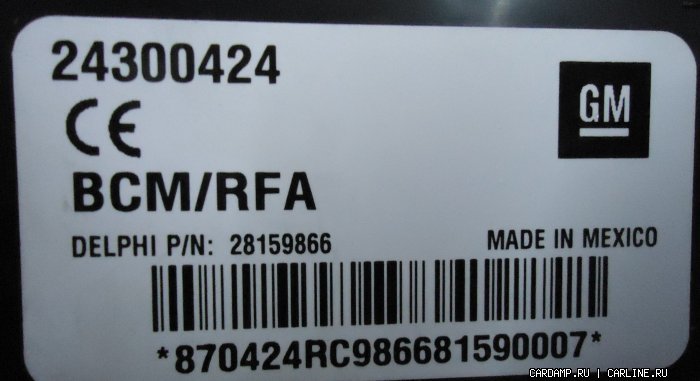 24300424
CE
GM
BCM/RFA
DELPHI P/N: 28159866
MADE IN MEXICO
*870424RC986681590007*
CARDAMP.RU | CARLINE.RU